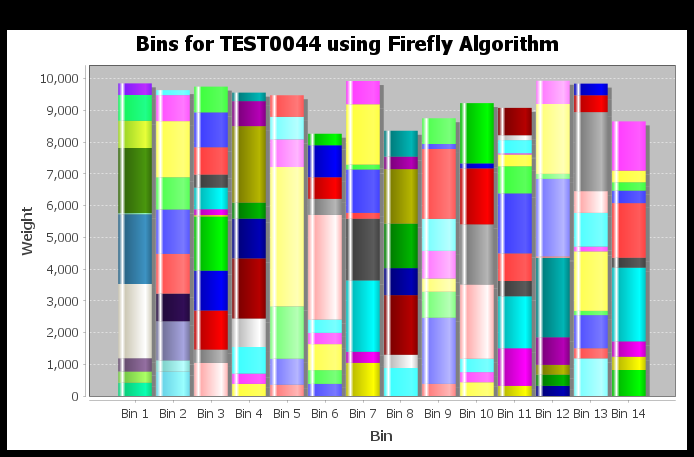 Bins for TEST0044 using Firefly Algorithm
10,000
9,000
8,000
7,000
6,000
5,000
4,000
3,000
2,000
1,000
0
Weight
Bin 1 Bin 2 Bin 3 Bin 4 Bin 5 Bin 6 Bin 7 Bin 8 Bin 9 Bin 10 Bin 11 Bin 12 Bin 13 Bin 14
Bin